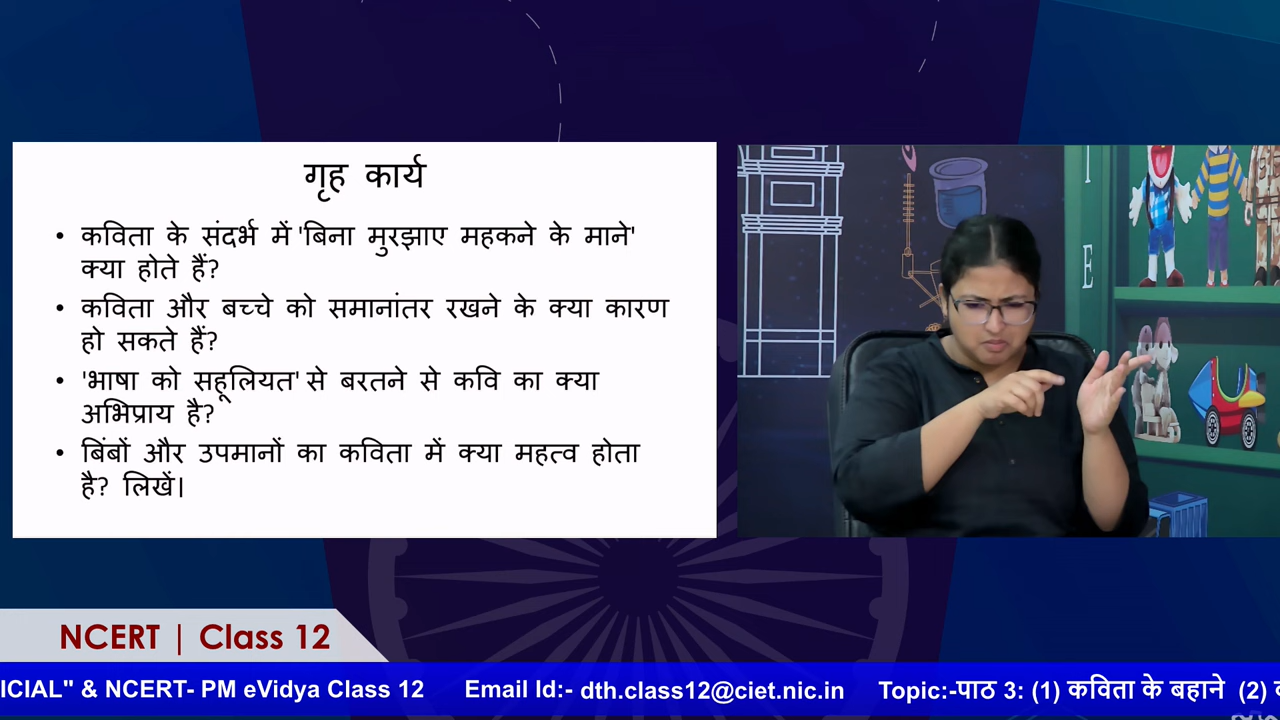 गृह कार्य
• कविता के संदर्भ में 'बिना मुरझाए महकने के माने'
क्या होते हैं?
• कविता और बच्चे को समानांतर रखने के क्या कारण
हो सकते हैं?
• 'भाषा को सहूलियत' से बरतने से कवि का क्या
अभिप्राय है?
• बिंबों और उपमानों का कविता में क्या महत्व होता
है? लिखें।
I
E
NCERT | Class 12
ICIAL" & NCERT- PM eVidya Class 12 Email Id:- dth.class12@ciet.nic.in Topic:-पाठ 3: (1) कविता के बहाने (2)